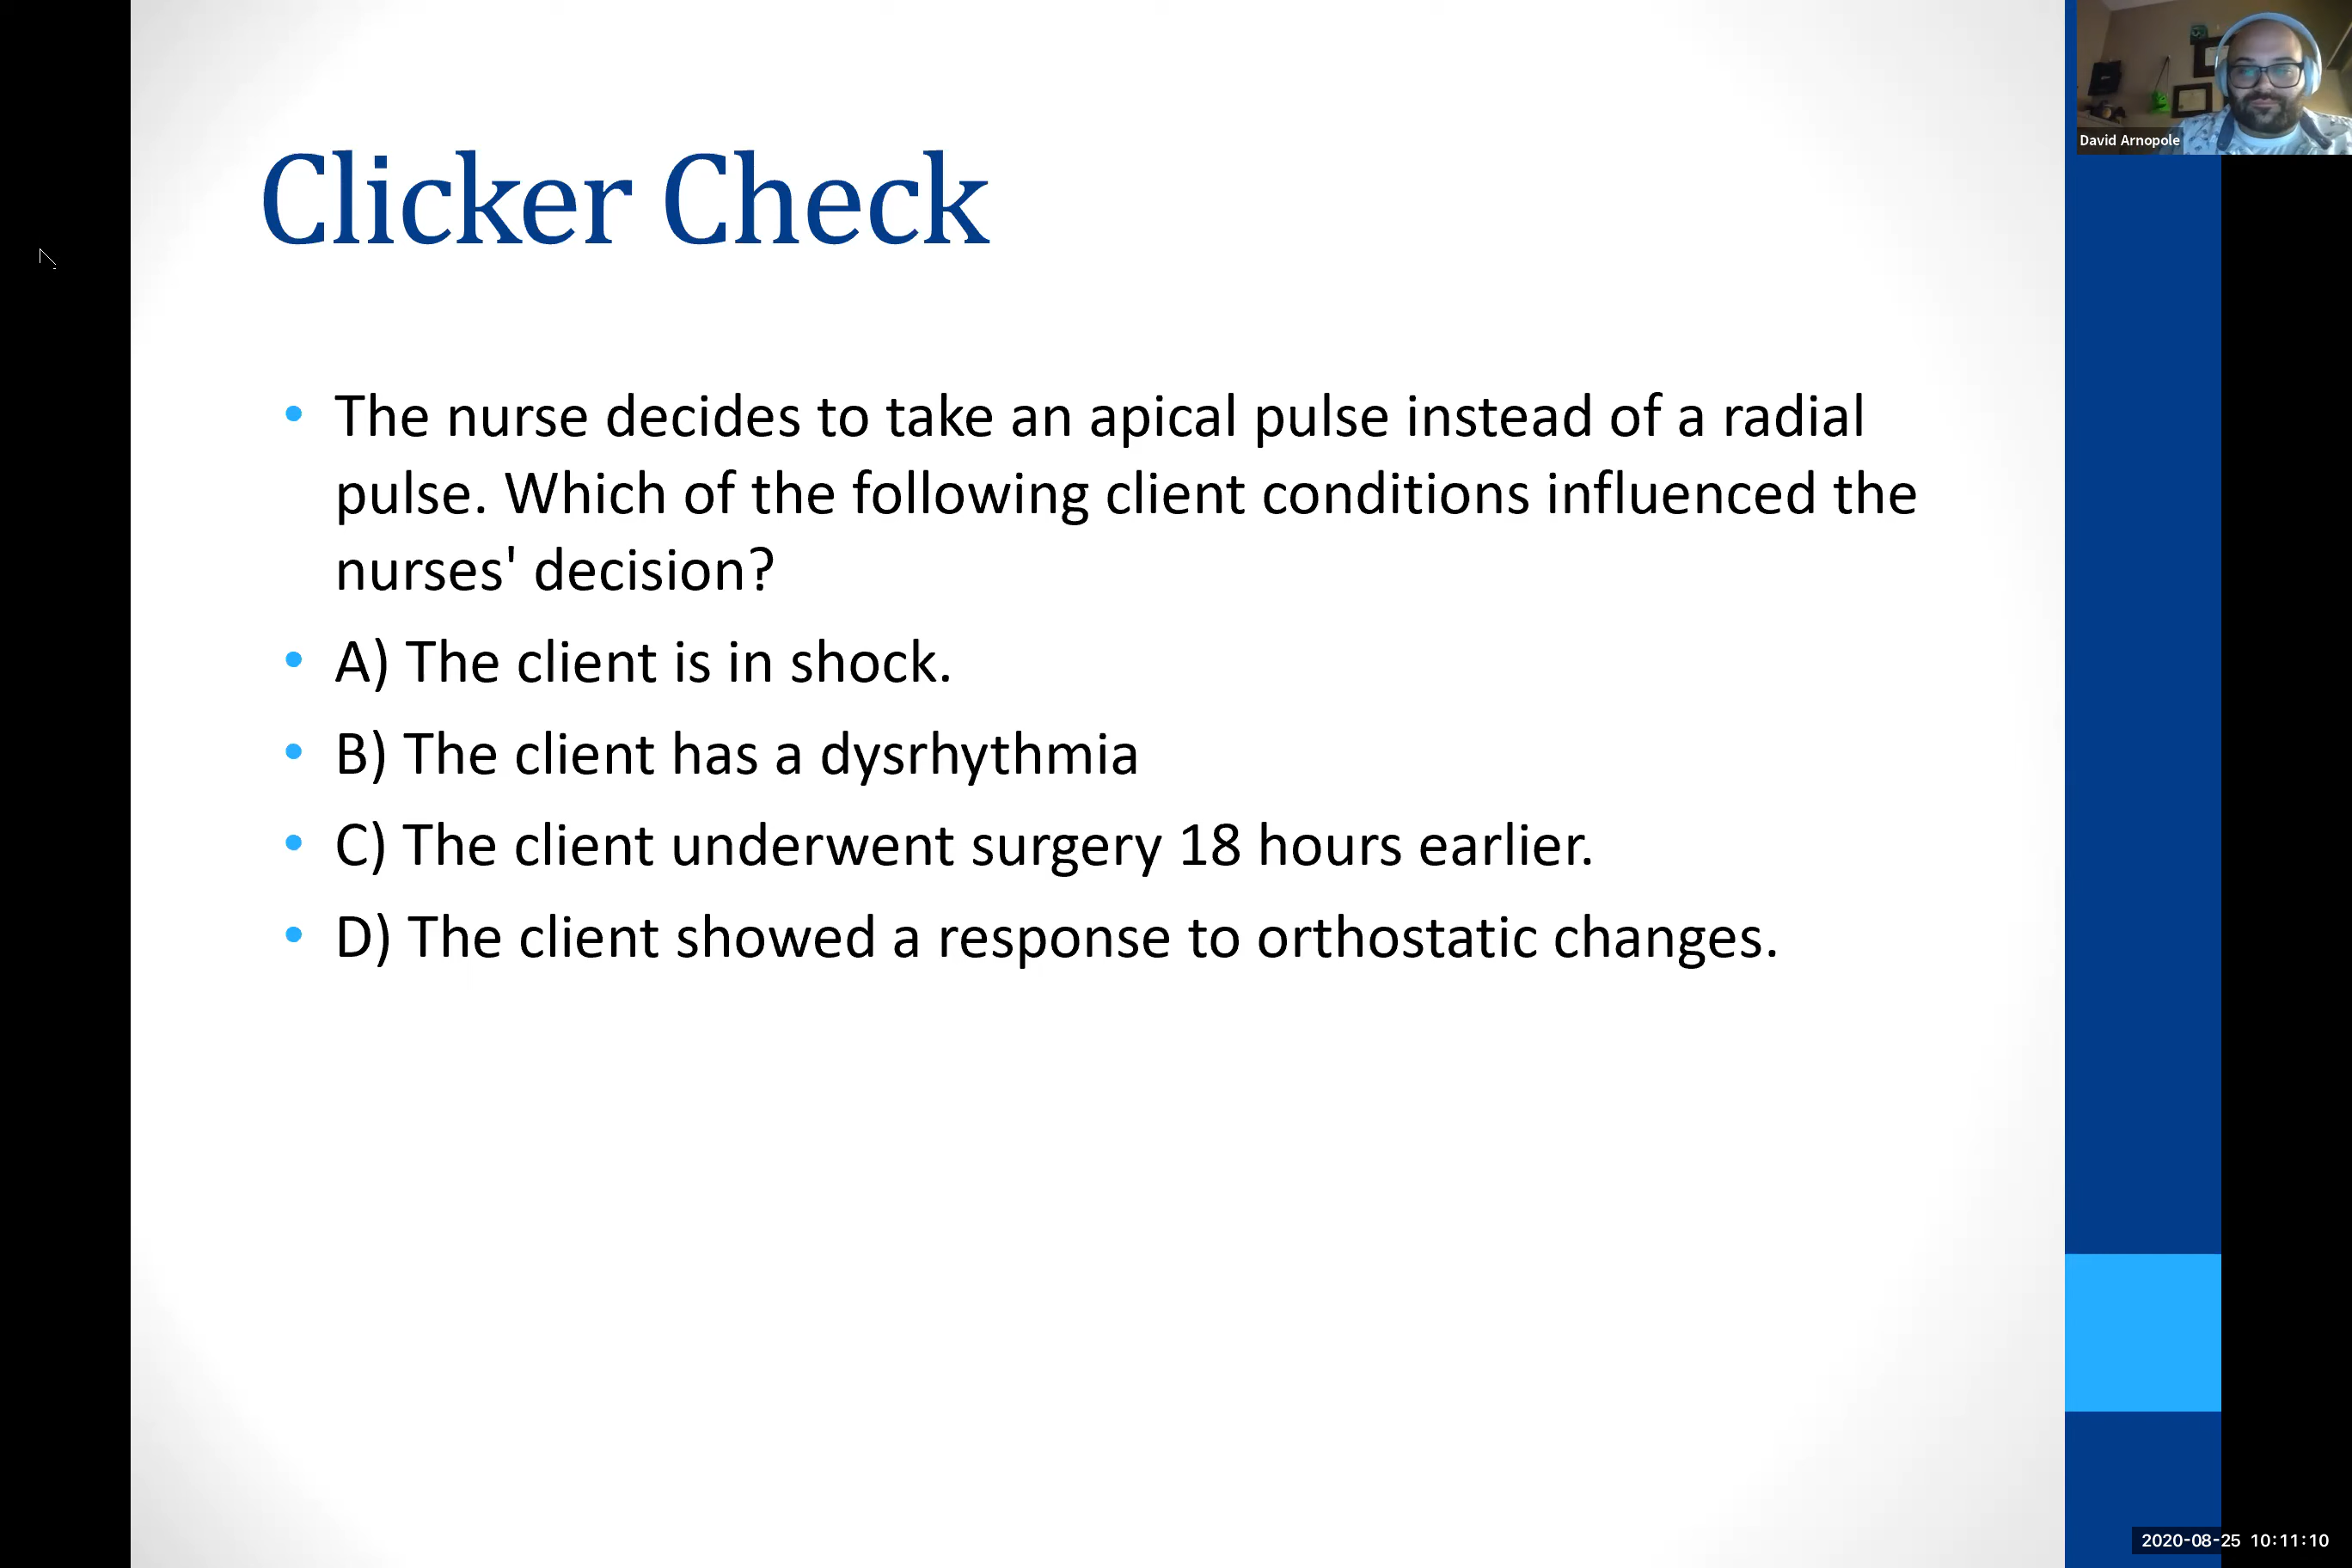 Clicker Check
• The nurse decides to take an apical pulse instead of a radial
pulse. Which of the following client conditions influenced the
nurses' decision?
• A) The client is in shock.
• B) The client has a dysrhythmia
• C) The client underwent surgery 18 hours earlier.
• D) The client showed a response to orthostatic changes.
David Arnopole
2020-08-25 10:11:10